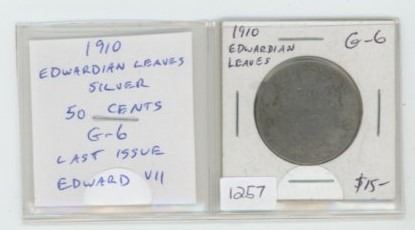 1910
EDWARDIAN LEAVES
SILVER
50 CENTS
G-6
LAST ISSUE
EDWARD VII
1910
EDWARDIAN
LEAVES
G-6
1257
$15-